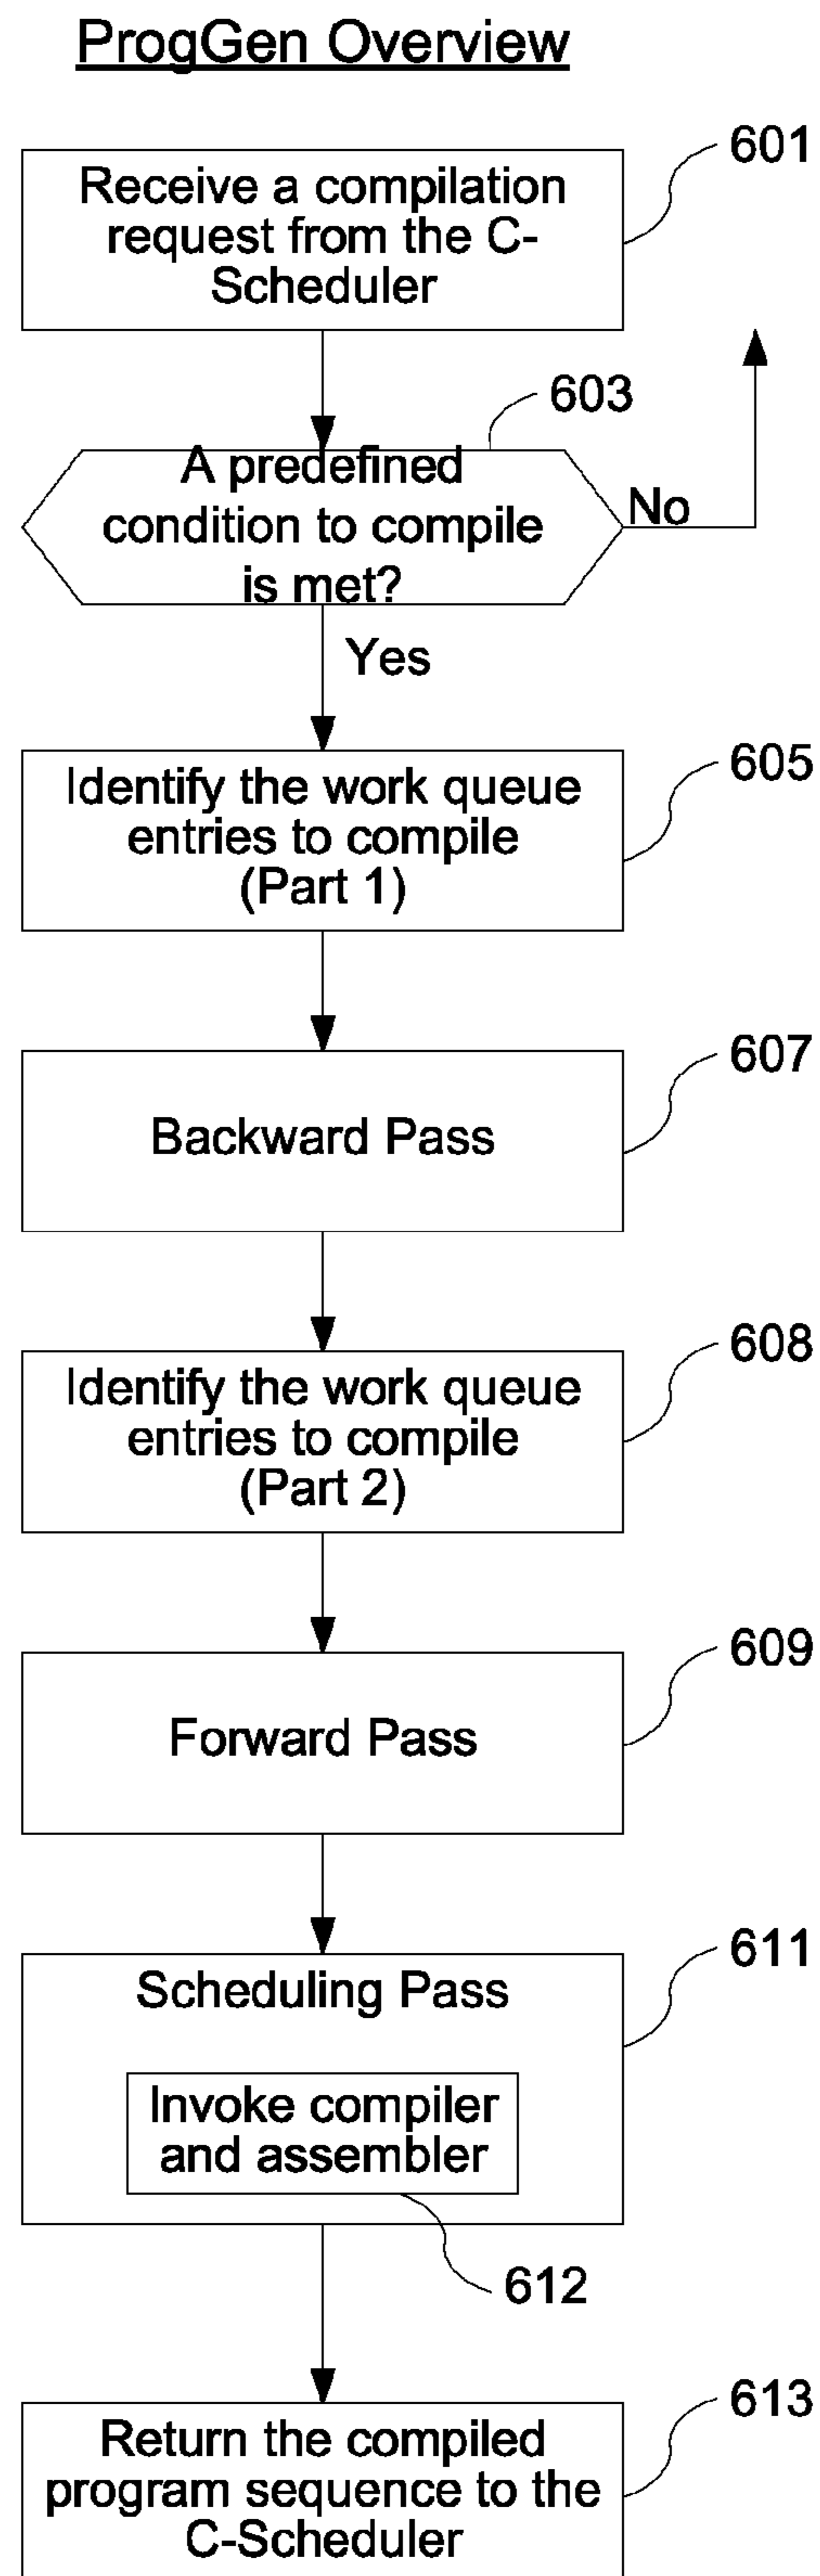 ProgGen Overview
601
Receive a compilation
request from the C-
Scheduler
603
A predefined
condition to compile
is met?
No
Yes
605
Identify the work queue
entries to compile
(Part 1)
607
Backward Pass
608
Identify the work queue
entries to compile
(Part 2)
609
Forward Pass
611
Scheduling Pass
Invoke compiler
and assembler
612
613
Return the compiled
program sequence to the
C-Scheduler